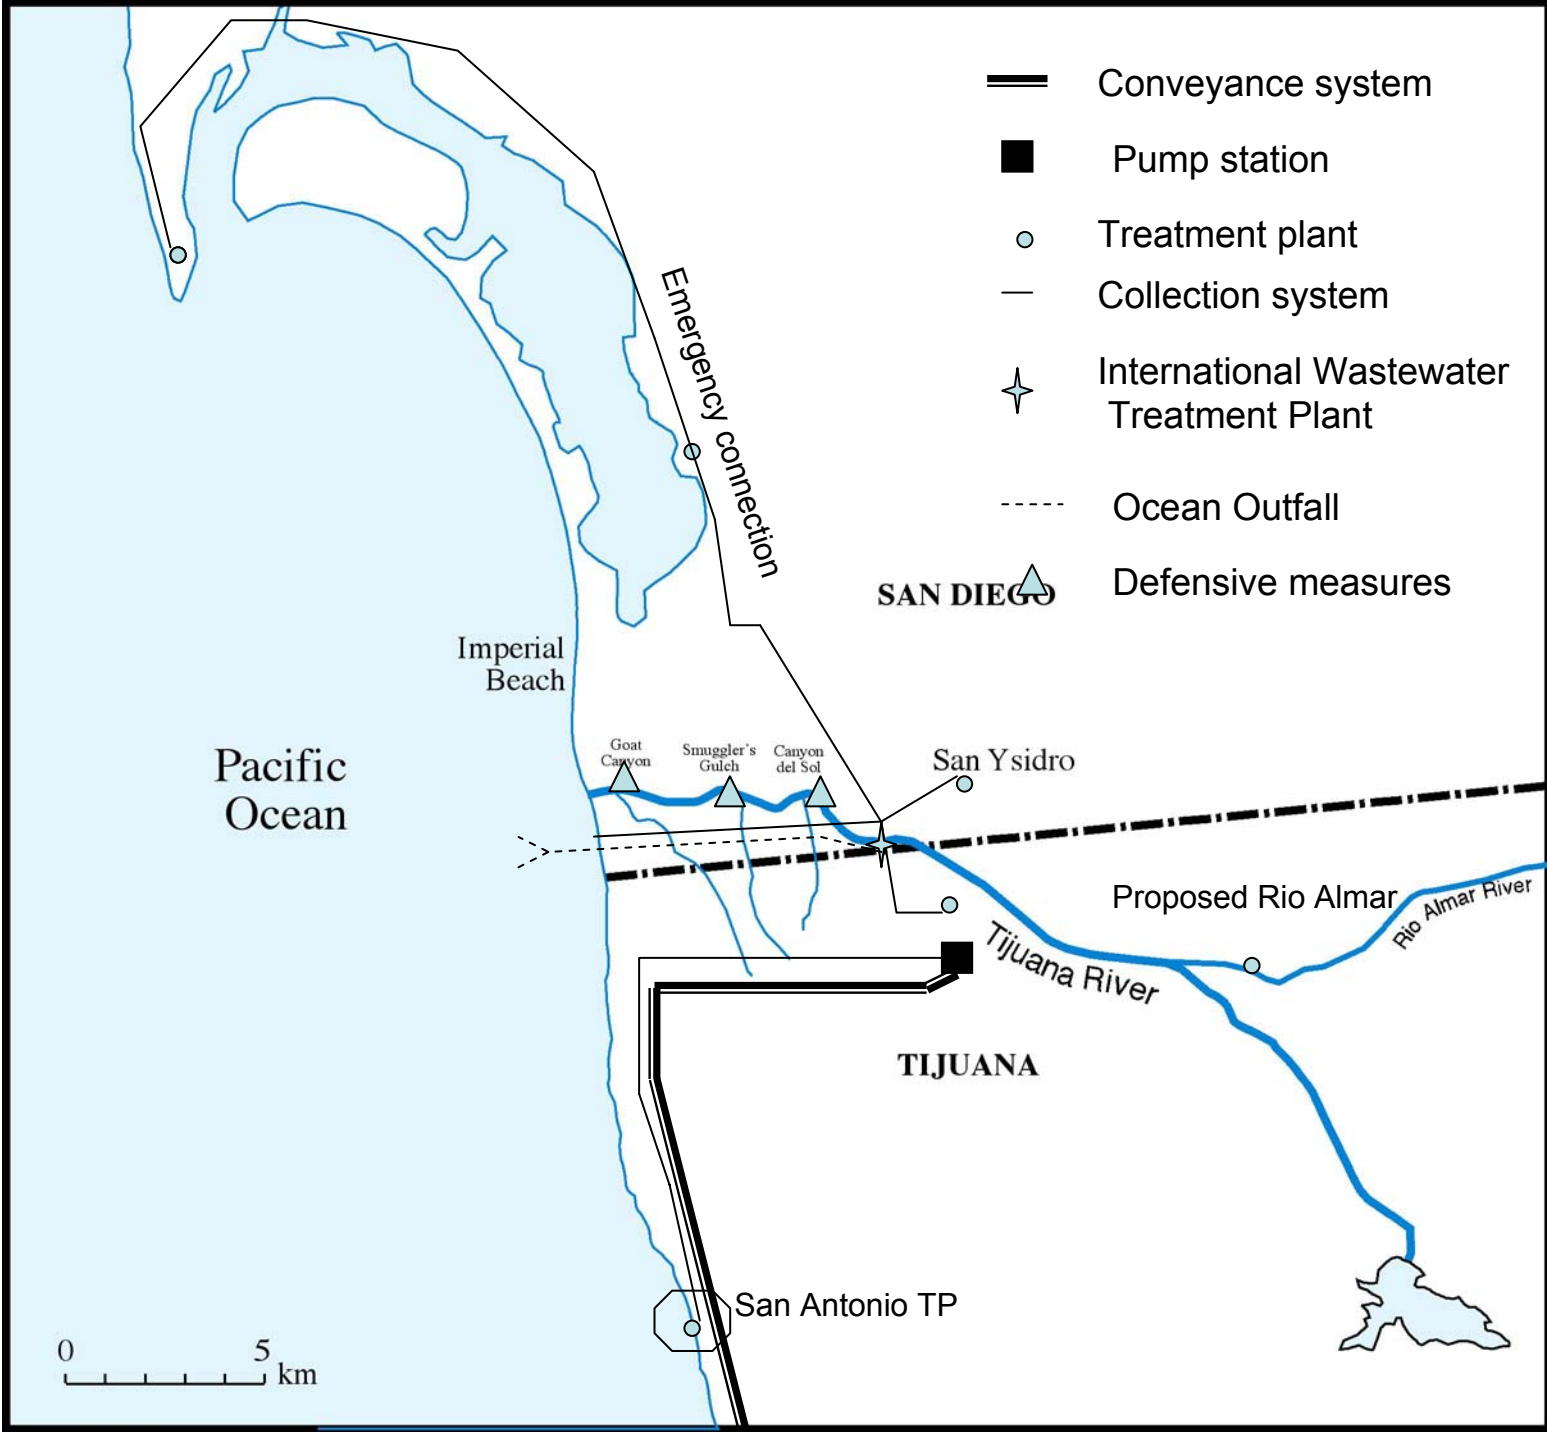 Conveyance system
Pump station
Treatment plant
Collection system
International Wastewater
Treatment Plant
Ocean Outfall
Defensive measures
Emergency connection
SAN DIEGO
Imperial
Beach
Pacific
Ocean
Goat
Canyon
Smuggler's
Gulch
Canyon
del Sol
San Ysidro
Proposed Rio Almar
Rio Almar River
Tijuana River
TIJUANA
San Antonio TP
0 5
km